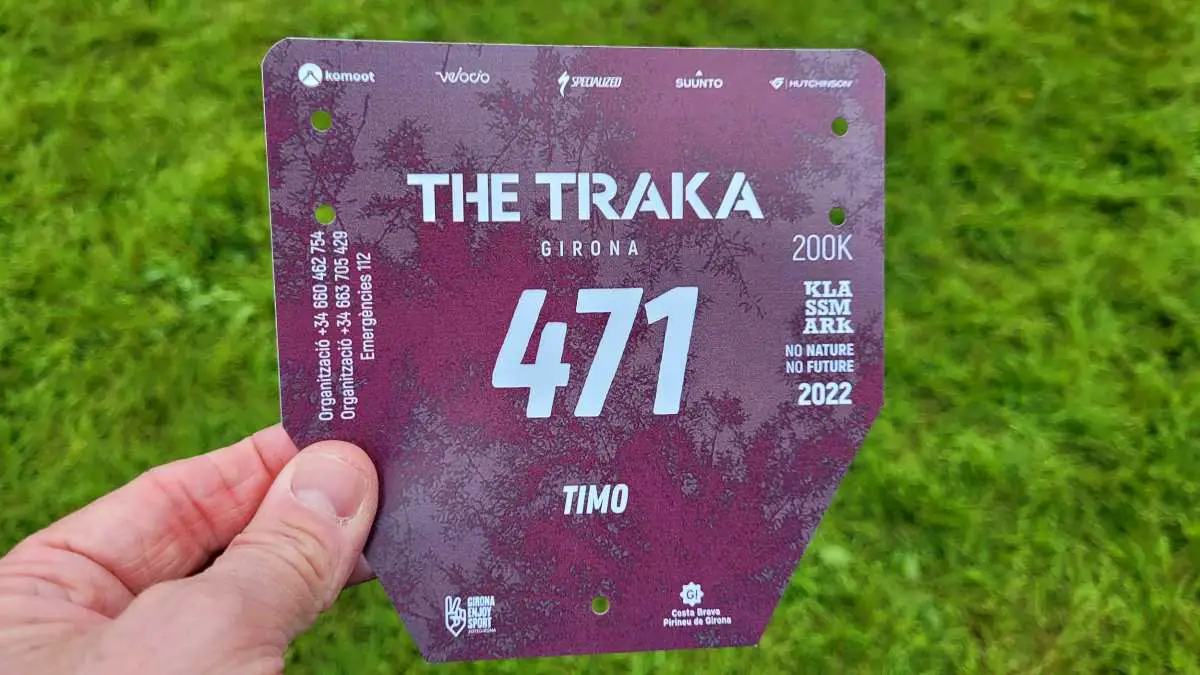 komoot
velocio
SPECIALIZED
SUUNTO
HUTCHINSON
THE TRAKA
GIRONA
200K
Organització +34 660 462 754
Organització +34 663 705 429
Emergències 112
471
KLA
SSM
ARK
NO NATURE
NO FUTURE
2022
TIMO
GIRONA
ENJOY
SPORT
GI
Costa Brava
Pirineu de Girona